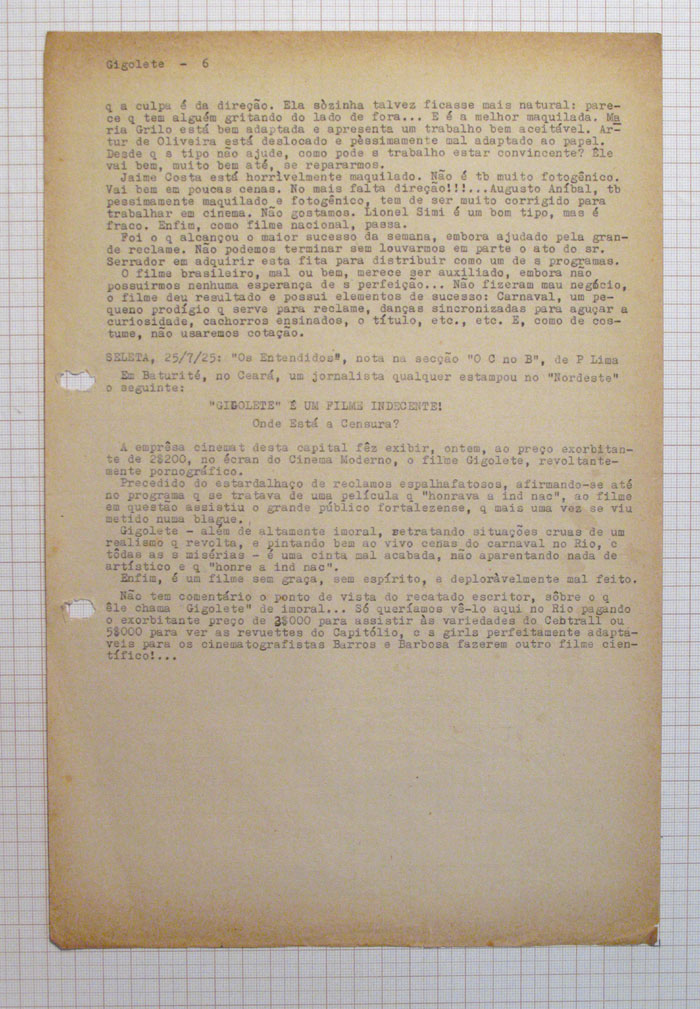 Gigolete - 6
q a culpa é da direção. Ela sòzinha talvez ficasse mais natural: pare-
ce q tem alguém gritando do lado de fora... E é a melhor maquilada. Ma
ria Grilo está bem adaptada e apresenta um trabalho bem aceitável. Ar-
tur de Oliveira está deslocado e pèssimamente mal adaptado ao papel.
Desde q s tipo não ajude, como pode s trabalho estar convincente? Êle
vai bem, muito bem até, se repararmos.
Jaime Costa está horrìvelmente maquilado. Não é tb muito fotogênico.
Vai bem em poucas cenas. No mais falta direção!!!...Augusto Aníbal, tb
pessimamente maquilado e fotogênico, tem de ser muito corrigido para
trabalhar em cinema. Não gostamos. Lionel Simi é um bom tipo, mas é
fraco. Enfim, como filme nacional, passa.
Foi o q alcançou o maior sucesso da semana, embora ajudado pela gran-
de reclame. Não podemos terminar sem louvarmos em parte o ato do sr.
Serrador em adquirir esta fita para distribuir como um de s programas.
O filme brasileiro, mal ou bem, merece ser auxiliado, embora não
possuirmos nenhuma esperança de s perfeição... Não fizeram mau negócio,
o filme deu resultado e possui elementos de sucesso: Carnaval, um pe-
queno prodígio q serve para reclame, danças sincronizadas para aguçar a
curiosidade, cachorros ensinados, o título, etc., etc. E, como de cos-
tume, não usaremos cotação.
SELETA, 25/7/25: "Os Entendidos", nota na secção "O C no B", de P Lima
Em Baturité, no Ceará, um jornalista qualquer estampou no "Nordeste"
o seguinte:
"GIGOLETE" É UM FILME INDECENTE!
Onde Está a Censura?
A emprêsa cinemat desta capital fêz exibir, ontem, ao preço exorbitan-
te de 2$200, no écran do Cinema Moderno, o filme Gigolete, revoltante-
mente pornográfico.
Precedido do estardalhaço de reclamos espalhafatosos, afirmando-se até
no programa q se tratava de uma película q "honrava a ind nac", ao filme
em questão assistiu o grande público fortalezense, q mais uma vez se viu
metido numa blague.
Gigolete - além de altamente imoral, retratando situações cruas de um
realismo q revolta, e pintando bem ao vivo cenas do carnaval no Rio, c
tôdas as s misérias - é uma cinta mal acabada, não aparentando nada de
artístico e q "honre a ind nac".
Enfim, é um filme sem graça, sem espírito, e deploràvelmente mal feito.
Não tem comentário o ponto de vista do recatado escritor, sôbre o q
êle chama "Gigolete" de imoral... Só queríamos vê-lo aqui no Rio pagando
o exorbitante preço de 3$000 para assistir às variedades do Centrall ou
5$000 para ver as revuettes do Capitólio, c s girls perfeitamente adaptá-
veis para os cinematografistas Barros e Barbosa fazerem outro filme cien-
tífico!...